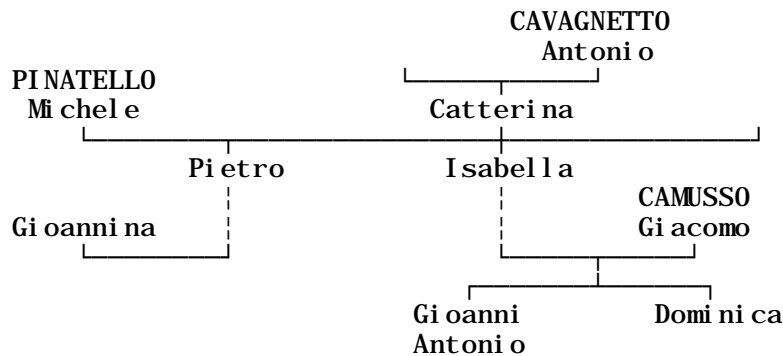 CAVAGNETTO
Antonio
PINATELLO
Michele Catterina
Pietro Isabella
CAMUSSO
Gioannina Giacomo
Gioanni Dominica
Antonio